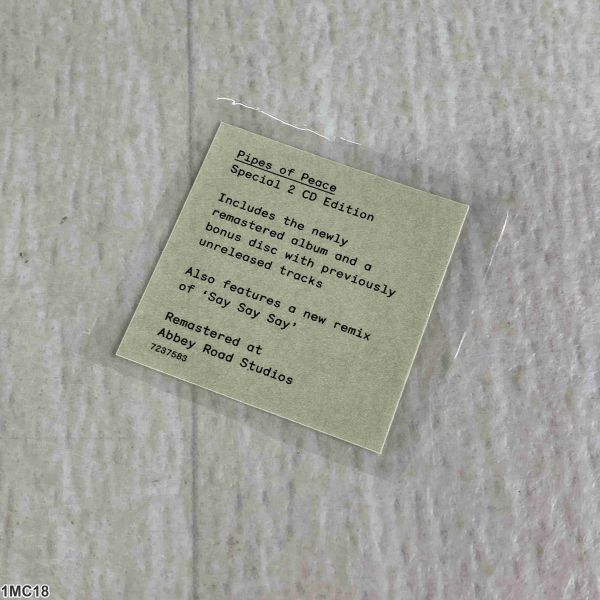 Pipes of Peace
Special 2 CD Edition
Includes the newly
remastered album and a
bonus disc with previously
unreleased tracks
Also features a new remix
of ‘Say Say Say’
Remastered at
Abbey Road Studios
7237583
1MC18